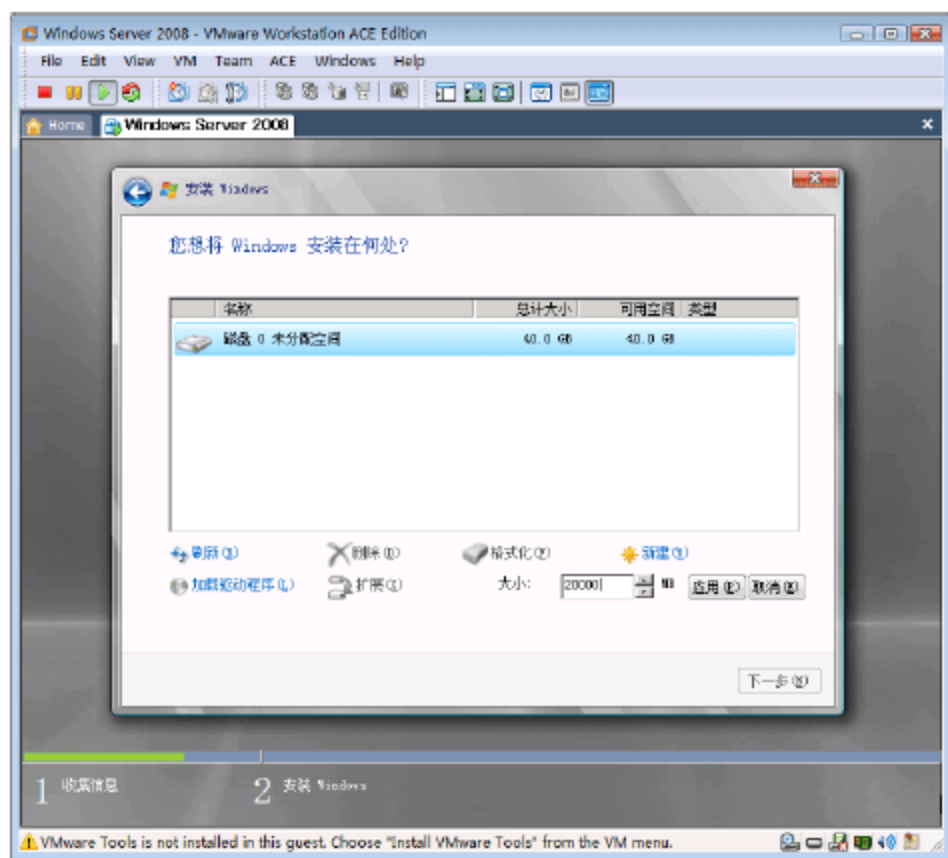 Windows Server 2008 - VMware Workstation ACE Edition
File Edit View VM Team ACE Windows Help
Home Windows Server 2008
安装 Windows
您想将 Windows 安装在何处?
名称 总计大小 可用空间 类型
磁盘 0 未分配空间 40.0 GB 40.0 GB
刷新(R) 删除(D) 格式化(F) 新建(E)
加载驱动程序(L) 扩展(X) 大小: 20000 MB 应用(P) 取消
下一步(N)
1 收集信息 2 安装 Windows
VMware Tools is not installed in this guest. Choose "Install VMware Tools" from the VM menu.